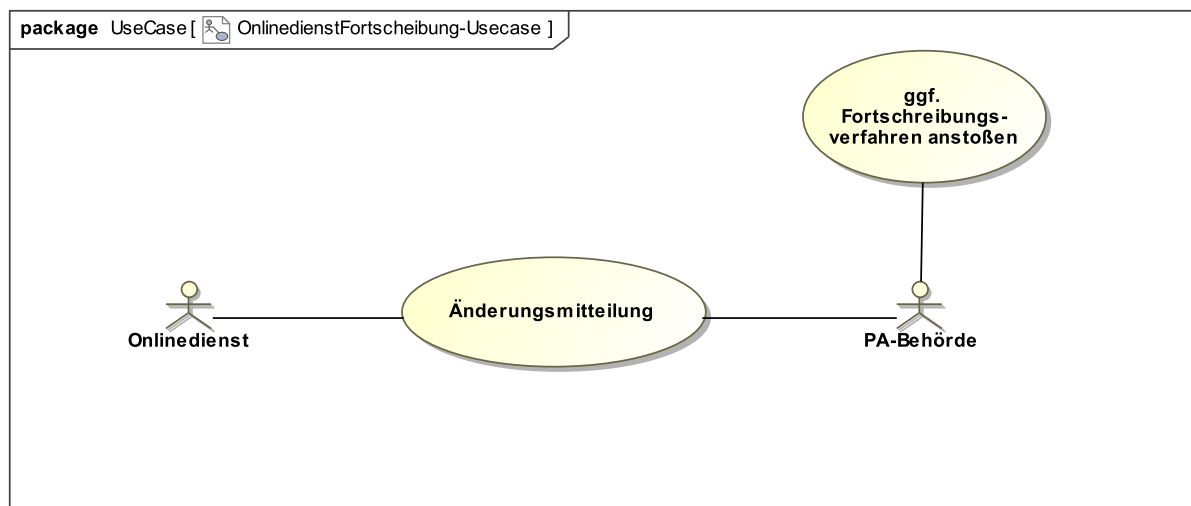 package UseCase [ OnlinedienstFortscheibung-Usecase ]
ggf.
Fortschreibungs-
verfahren anstoßen
Änderungsmitteilung
Onlinedienst
PA-Behörde